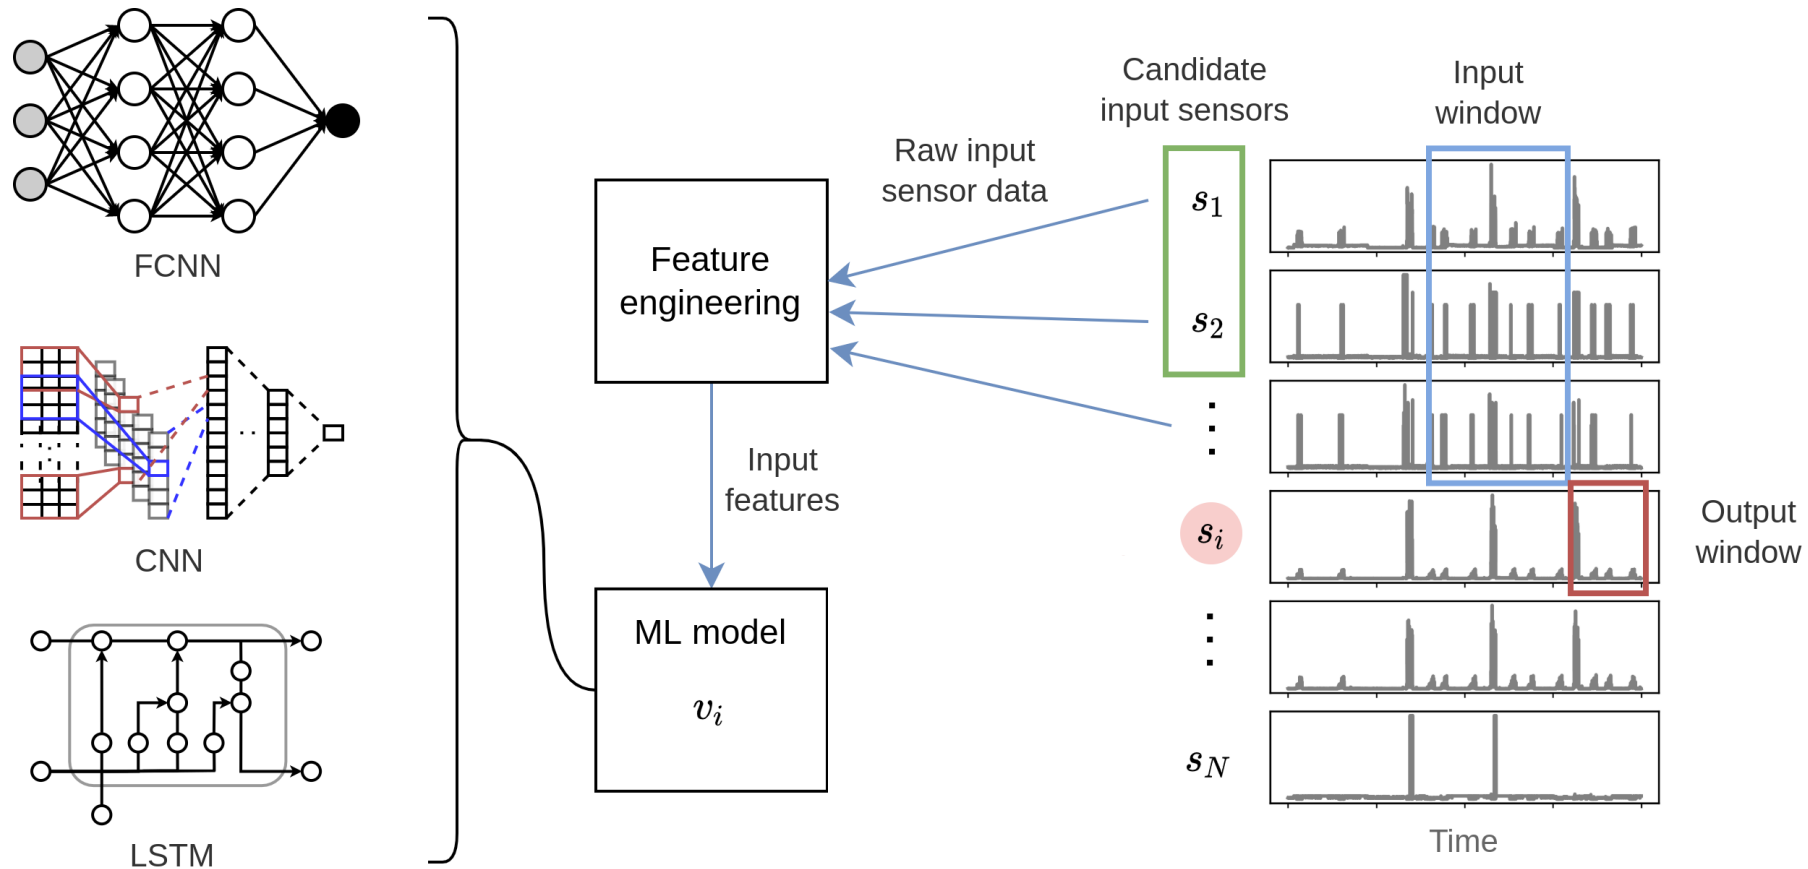 FCNN
CNN
LSTM
Feature
engineering
Input
features
ML model
v_i
Raw input
sensor data
Candidate
input sensors
s_1
s_2
s_i
s_N
Input
window
Output
window
Time